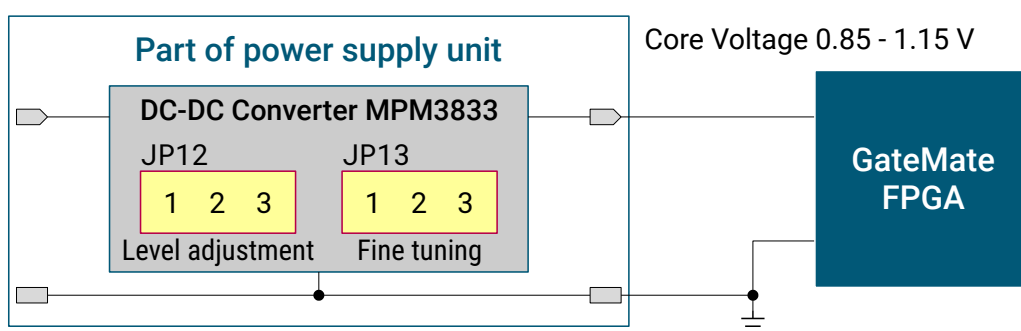 Part of power supply unit
Core Voltage 0.85 - 1.15 V
DC-DC Converter MPM3833
JP12
JP13
1 2 3
1 2 3
Level adjustment
Fine tuning
GateMate
FPGA